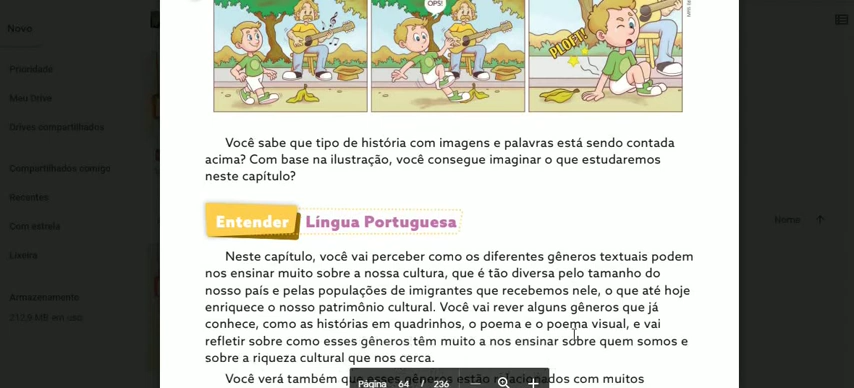 Novo
OPS!
PLOFT!
Prioridade
Meu Drive
Drives compartilhados
Compartilhados comigo
Recentes
Com estrela
Lixeira
Armazenamento
212,9 MB em uso
Nome
Você sabe que tipo de história com imagens e palavras está sendo contada
acima? Com base na ilustração, você consegue imaginar o que estudaremos
neste capítulo?
Entender Língua Portuguesa
Neste capítulo, você vai perceber como os diferentes gêneros textuais podem
nos ensinar muito sobre a nossa cultura, que é tão diversa pelo tamanho do
nosso país e pelas populações de imigrantes que recebemos nele, o que até hoje
enriquece o nosso patrimônio cultural. Você vai rever alguns gêneros que já
conhece, como as histórias em quadrinhos, o poema e o poema visual, e vai
refletir sobre como esses gêneros têm muito a nos ensinar sobre quem somos e
sobre a riqueza cultural que nos cerca.
Você verá também que esses gêneros estão relacionados com muitos
Página 64 / 236